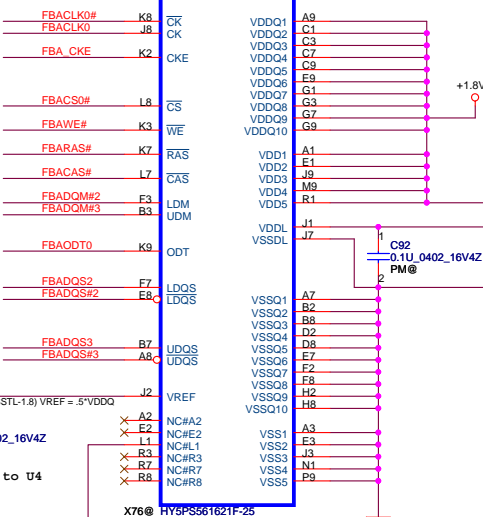 FBACLK0# K8 CK VDDQ1 A9
FBACLK0 J8 CK VDDQ2 C1
VDDQ3 C3
FBA_CKE K2 CKE VDDQ4 C7
VDDQ5 C9
VDDQ6 E9
VDDQ7 G1
+1.8V
FBACS0# L8 CS VDDQ8 G3
VDDQ9 G7
FBAWE# K3 WE VDDQ10 G9
FBARAS# K7 RAS VDD1 A1
VDD2 E1
FBACAS# L7 CAS VDD3 J9
VDD4 M9
FBADQM#2 F3 LDM VDD5 R1
FBADQM#3 B3 UDM
VDDL J1
VSSDL J7
1
C92
FBAODT0 K9 ODT
0.1U_0402_16V4Z
PM@
2
FBADQS2 F7 LDQS
FBADQS#2 E8 LDQS VSSQ1 A7
VSSQ2 B2
VSSQ3 B8
VSSQ4 D2
FBADQS3 B7 UDQS VSSQ5 D8
FBADQS#3 A8 UDQS VSSQ6 E7
VSSQ7 F2
VSSQ8 F8
STL-1.8) VREF = .5*VDDQ J2 VREF VSSQ9 H2
VSSQ10 H8
A2 NC#A2
E2 NC#E2 VSS1 A3
02_16V4Z L1 NC#L1 VSS2 E3
R3 NC#R3 VSS3 J3
R7 NC#R7 VSS4 N1
to U4 R8 NC#R8 VSS5 P9
X76@ HY5PS561621F-25